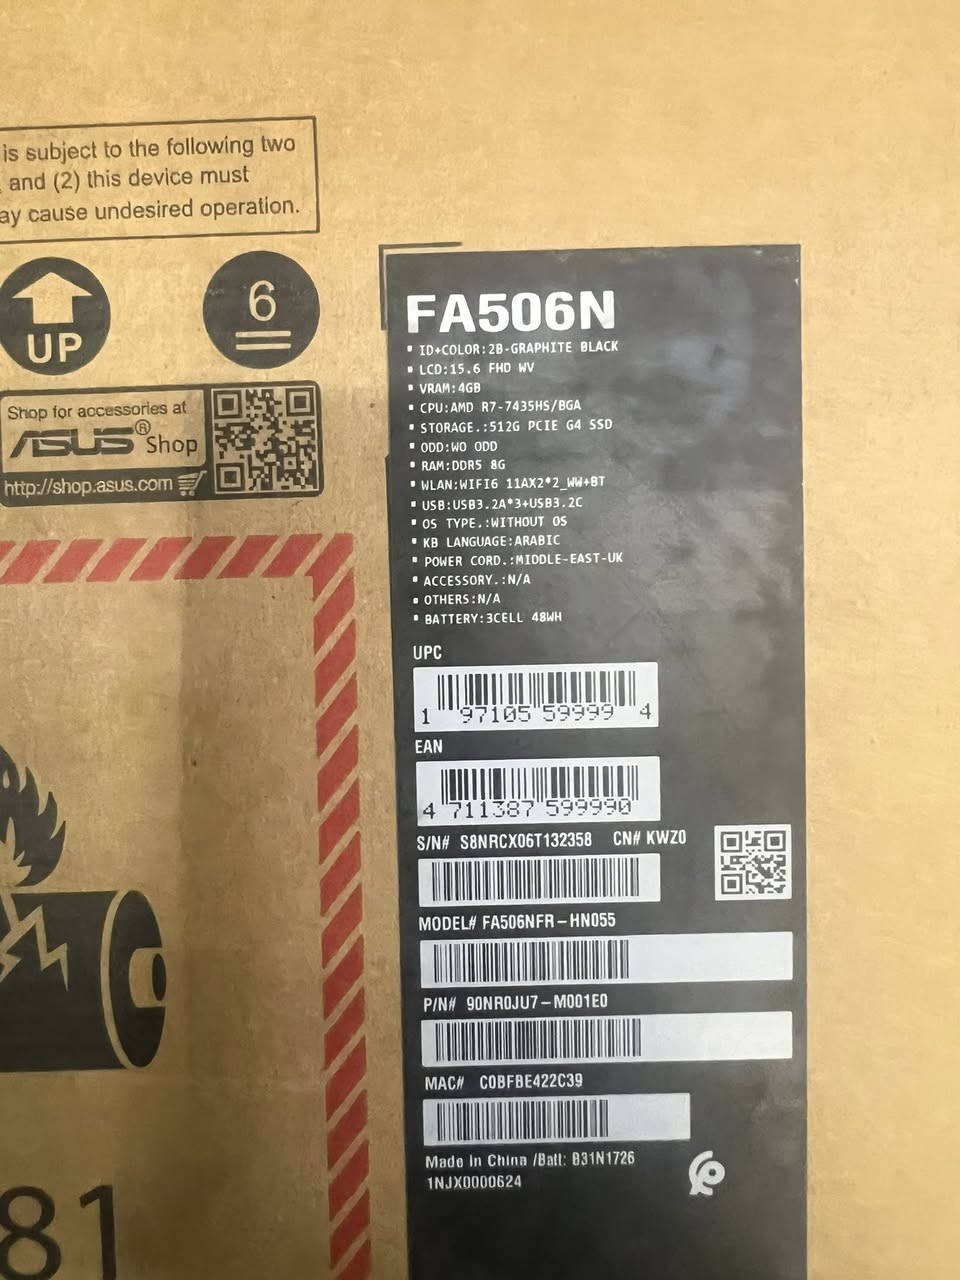 is subject to the following two
and (2) this device must
ay cause undesired operation.
UP
6
Shop for accessories at
ASUS® Shop
http://shop.asus.com
FA506N
▪ ID+COLOR:2B-GRAPHITE BLACK
▪ LCD:15.6 FHD WV
▪ VRAM:4GB
▪ CPU:AMD R7-7435HS/BGA
▪ STORAGE.:512G PCIE G4 SSD
▪ ODD:WO ODD
▪ RAM:DDR5 8G
▪ WLAN:WIFI6 11AX2*2_WW+BT
▪ USB:USB3.2A*3+USB3.2C
▪ OS TYPE.:WITHOUT OS
▪ KB LANGUAGE:ARABIC
▪ POWER CORD.:MIDDLE-EAST-UK
▪ ACCESSORY.:N/A
▪ OTHERS:N/A
▪ BATTERY:3CELL 48WH
UPC
1 97105 59999 4
EAN
4 711387 599990
S/N# S8NRCX06T132358 CN# KWZ0
MODEL# FA506NFR-HN055
P/N# 90NR0JU7-M001E0
MAC# C0BFBE422C39
Made In China /Batt: B31N1726
1NJX0000624
81